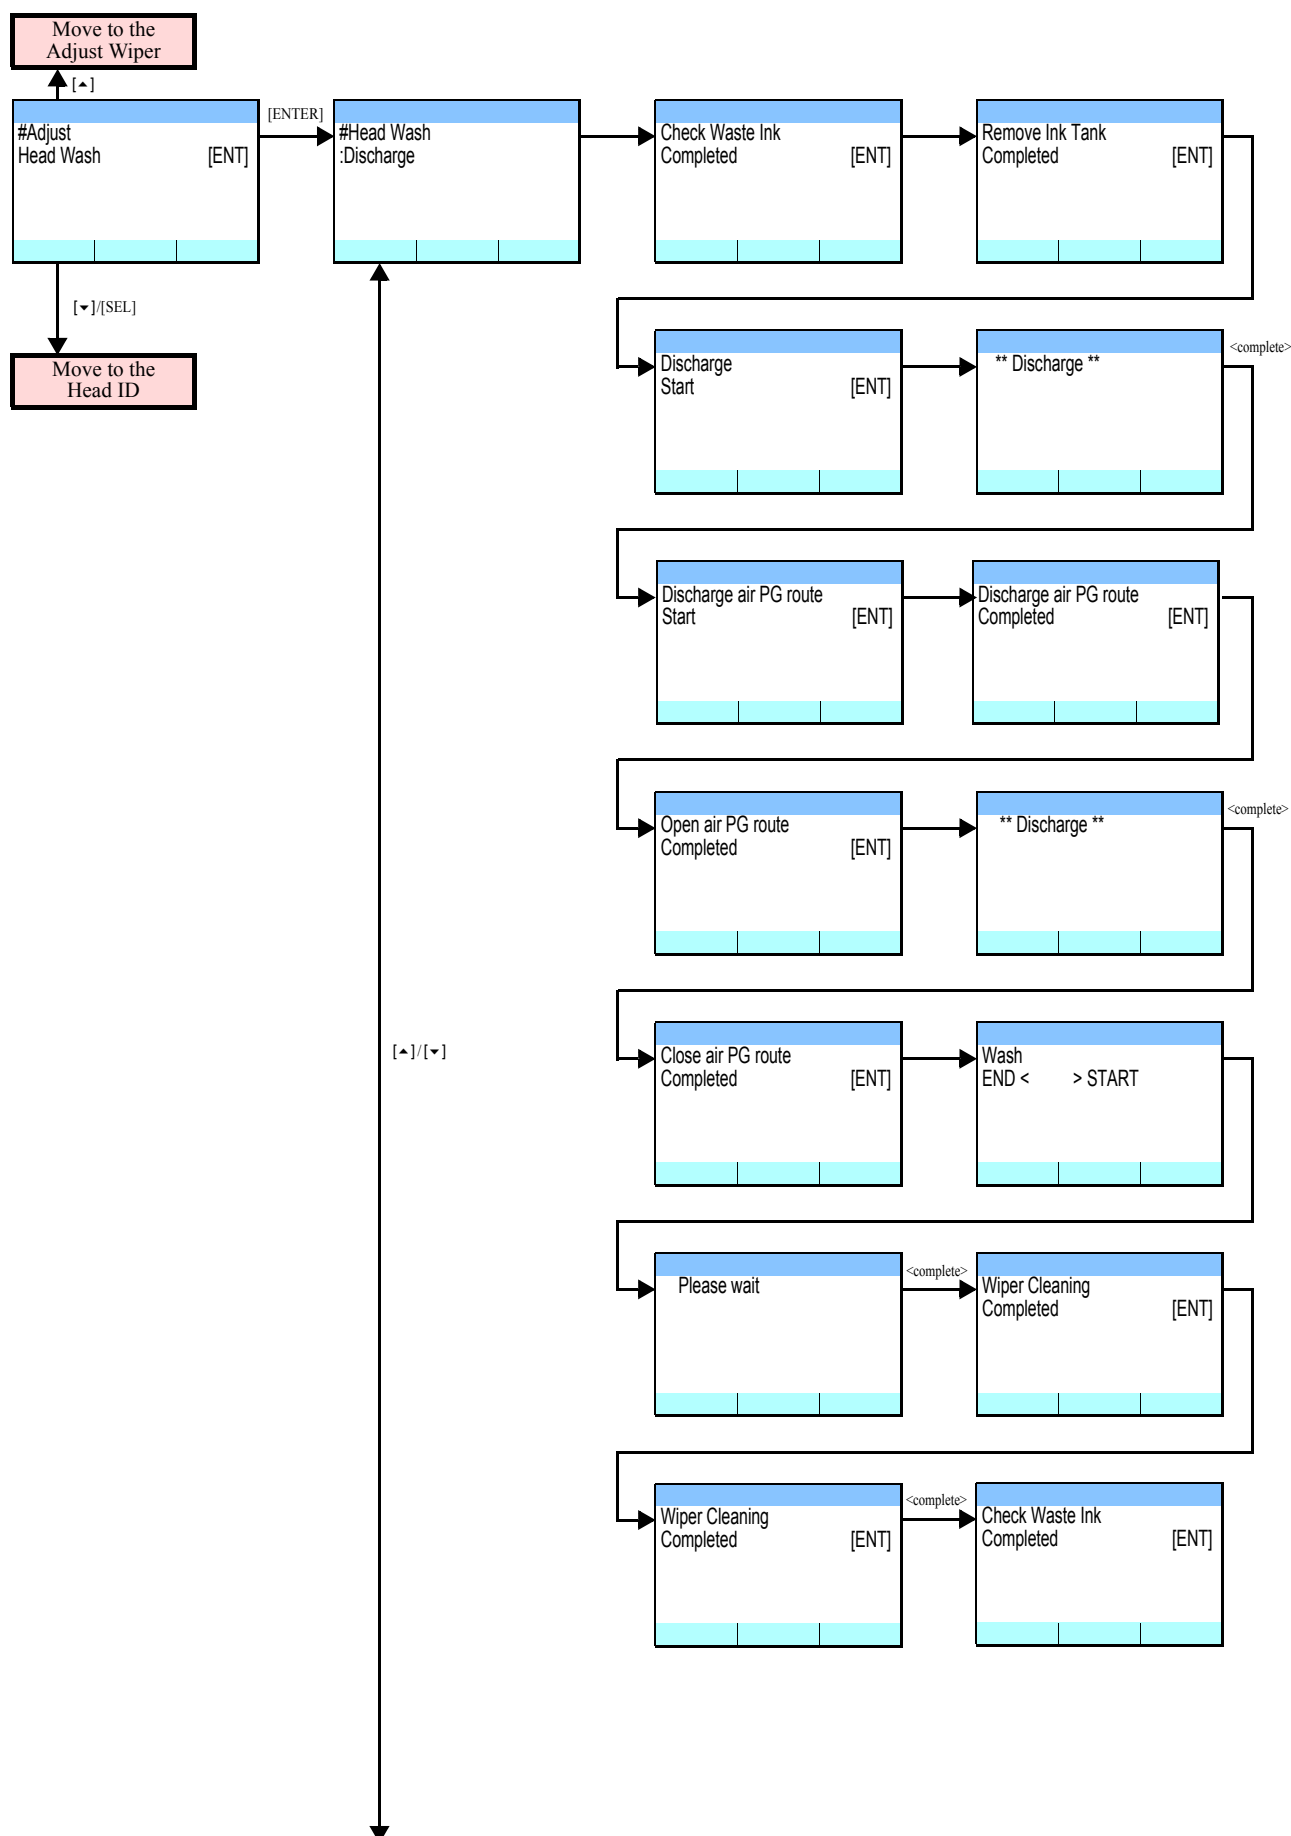 Move to the
Adjust Wiper
[▲]
#Adjust
Head Wash [ENT]
[ENTER]
#Head Wash
:Discharge
Check Waste Ink
Completed [ENT]
Remove Ink Tank
Completed [ENT]
[▼]/[SEL]
Move to the
Head ID
Discharge
Start [ENT]
** Discharge **
<complete>
Discharge air PG route
Start [ENT]
Discharge air PG route
Completed [ENT]
Open air PG route
Completed [ENT]
** Discharge **
<complete>
[▲]/[▼]
Close air PG route
Completed [ENT]
Wash
END < > START
Please wait
<complete>
Wiper Cleaning
Completed [ENT]
Wiper Cleaning
Completed [ENT]
<complete>
Check Waste Ink
Completed [ENT]